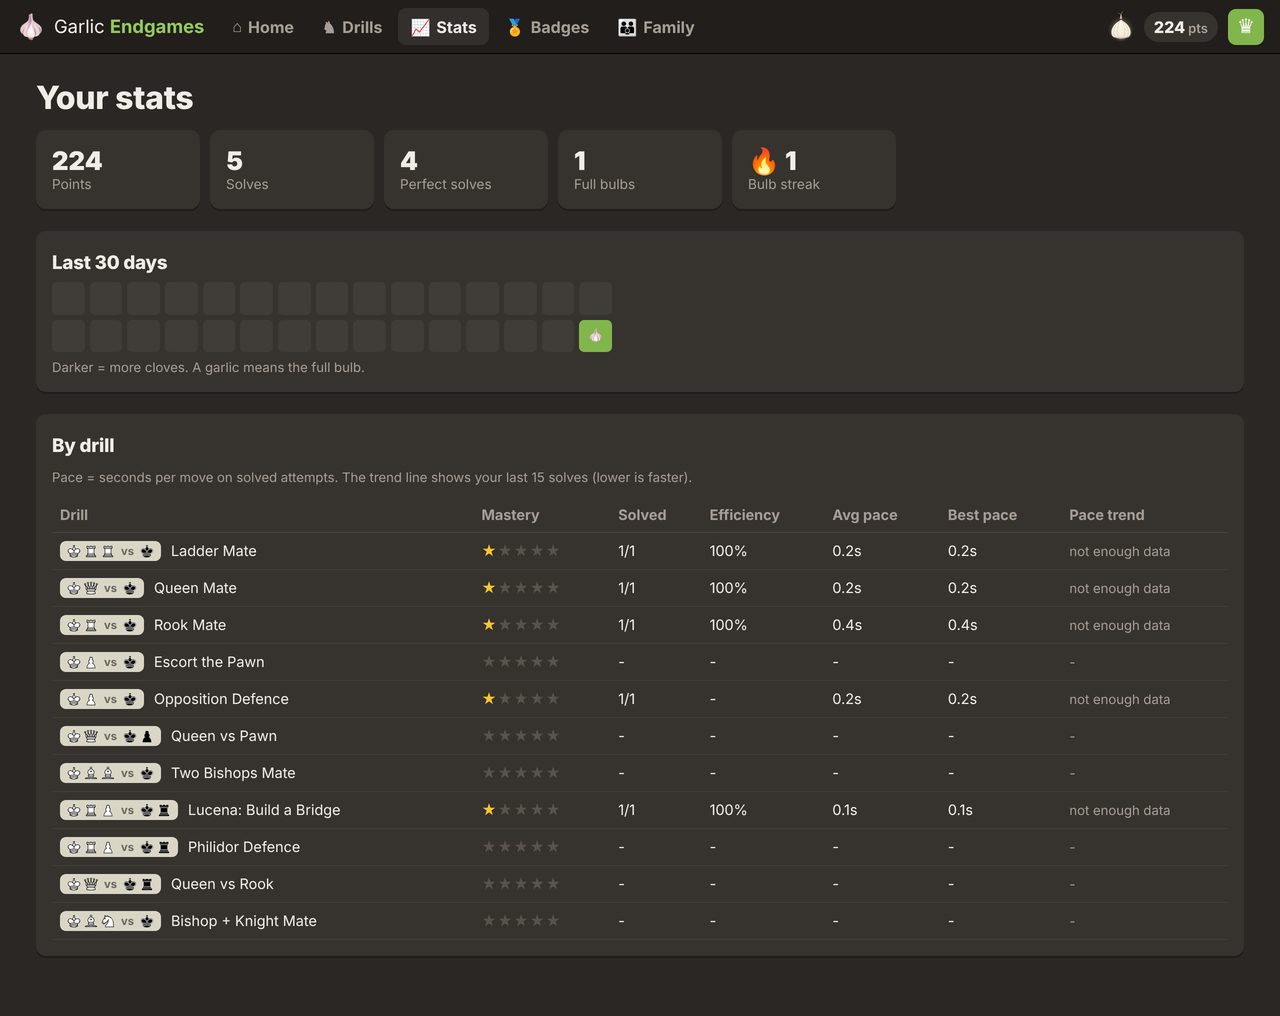 Garlic Endgames Home Drills Stats Badges Family 224 pts
Your stats
224 5 4 1 1
Points Solves Perfect solves Full bulbs Bulb streak
Last 30 days
Darker = more cloves. A garlic means the full bulb.
By drill
Pace = seconds per move on solved attempts. The trend line shows your last 15 solves (lower is faster).
Drill Mastery Solved Efficiency Avg pace Best pace Pace trend
vs Ladder Mate 1/1 100% 0.2s 0.2s not enough data
vs Queen Mate 1/1 100% 0.2s 0.2s not enough data
vs Rook Mate 1/1 100% 0.4s 0.4s not enough data
vs Escort the Pawn - - - - -
vs Opposition Defence 1/1 - 0.2s 0.2s not enough data
vs Queen vs Pawn - - - - -
vs Two Bishops Mate - - - - -
vs Lucena: Build a Bridge 1/1 100% 0.1s 0.1s not enough data
vs Philidor Defence - - - - -
vs Queen vs Rook - - - - -
vs Bishop + Knight Mate - - - - -